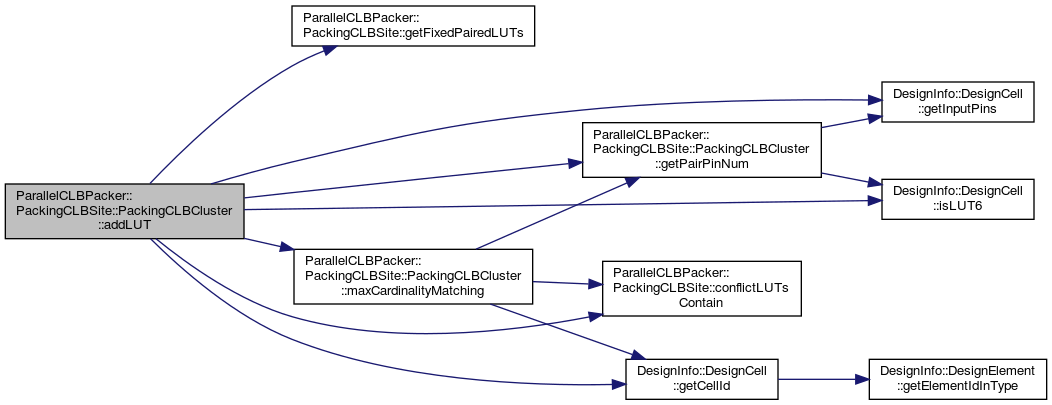 ParallelCLBPacker::
PackingCLBSite::getFixedPairedLUTs
DesignInfo::DesignCell
::getInputPins
ParallelCLBPacker::
PackingCLBSite::PackingCLBCluster
::getPairPinNum
ParallelCLBPacker::
PackingCLBSite::PackingCLBCluster
::addLUT
DesignInfo::DesignCell
::isLUT6
ParallelCLBPacker::
PackingCLBSite::PackingCLBCluster
::maxCardinalityMatching
ParallelCLBPacker::
PackingCLBSite::conflictLUTs
Contain
DesignInfo::DesignCell
::getCellId
DesignInfo::DesignElement
::getElementIdInType